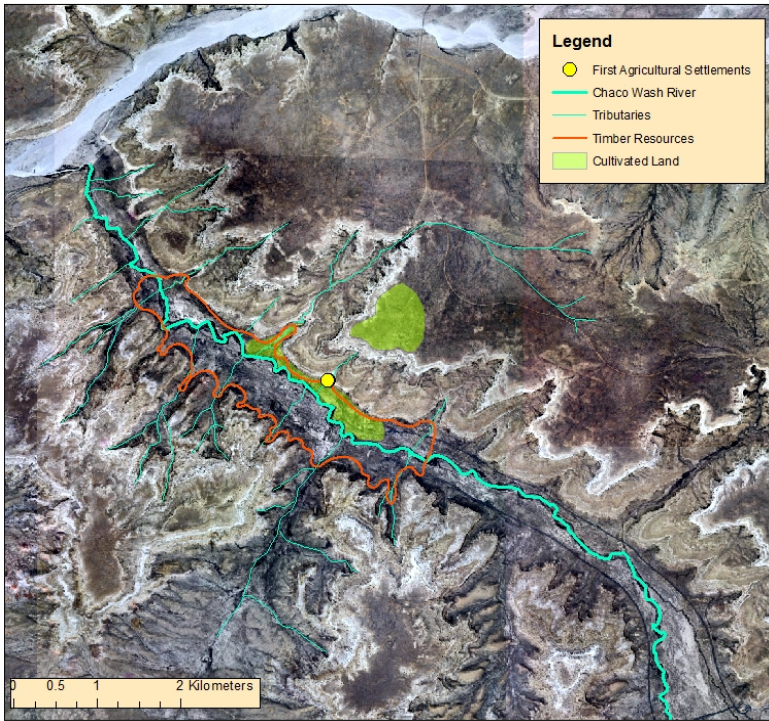 Legend
First Agricultural Settlements
Chaco Wash River
Tributaries
Timber Resources
Cultivated Land
0 0.5 1 2 Kilometers